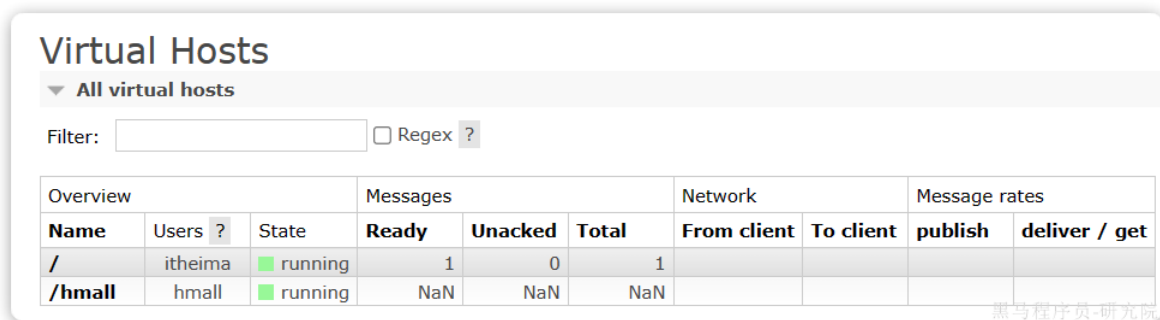 Virtual Hosts
All virtual hosts
Filter: Regex ?
Overview Messages Network Message rates
Name Users ? State Ready Unacked Total From client To client publish deliver / get
/ itheima running 1 0 1
/hmall hmall running NaN NaN NaN
黑马程序员-研究院